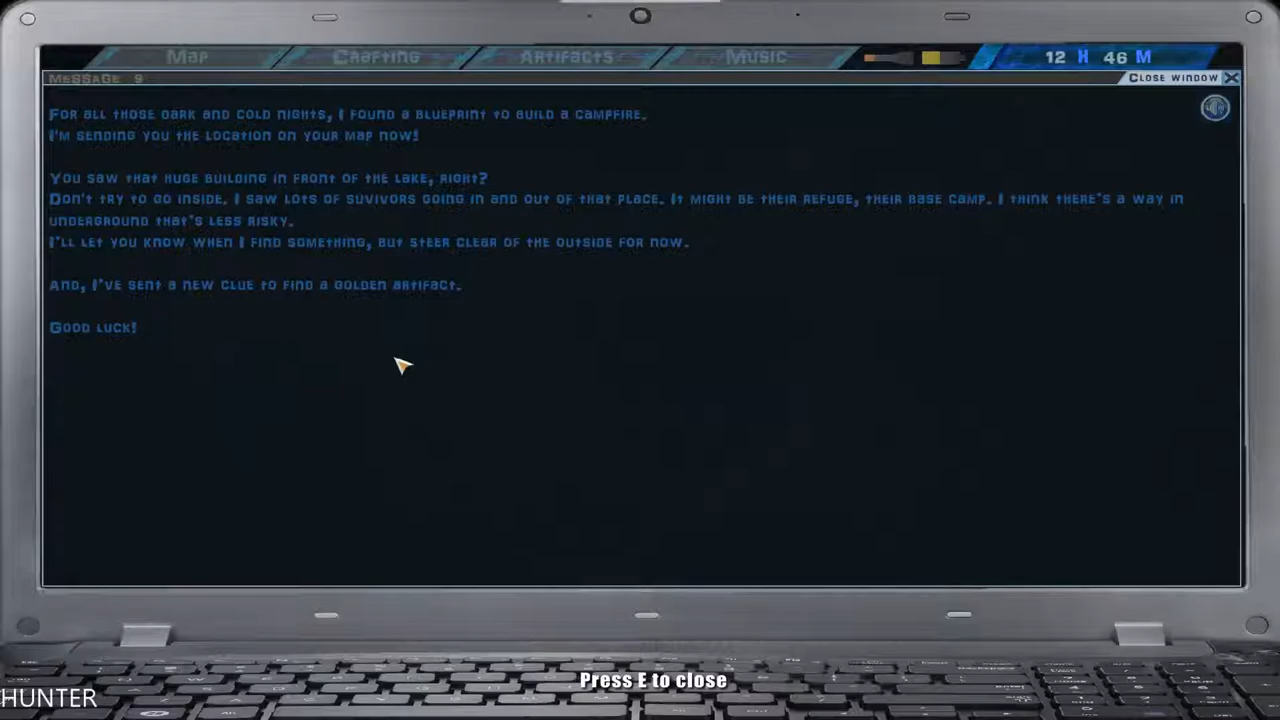 Map Crafting Artifacts Music 12 H 46 M
Message 9 Close window
For all those dark and cold nights, I found a blueprint to build a campfire.
I'm sending you the location on your map now!
You saw that huge building in front of the lake, right?
Don't try to go inside. I saw lots of suvivors going in and out of that place. It might be their refuge, their base camp. I think there's a way in
underground that's less risky.
I'll let you know when I find something, but steer clear of the outside for now.
And, I've sent a new clue to find a golden artifact.
Good luck!
Press E to close
HUNTER